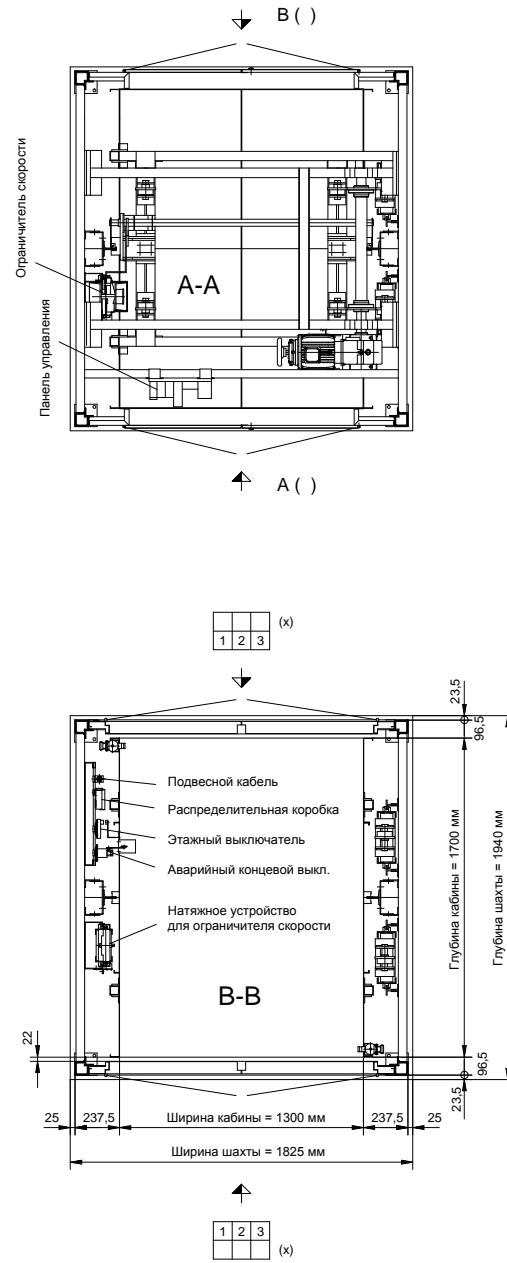 B ( )
Ограничитель скорости
A-A
Панель управления
A ( )
(x)
1 2 3
23,5
96,5
Подвесной кабель
Распределительная коробка
Этажный выключатель
Аварийный концевой выкл.
Натяжное устройство
для ограничителя скорости
Глубина кабины = 1700 мм
Глубина шахты = 1940 мм
B-B
22
96,5
23,5
25
237,5
Ширина кабины = 1300 мм
237,5
25
Ширина шахты = 1825 мм
1 2 3
(x)